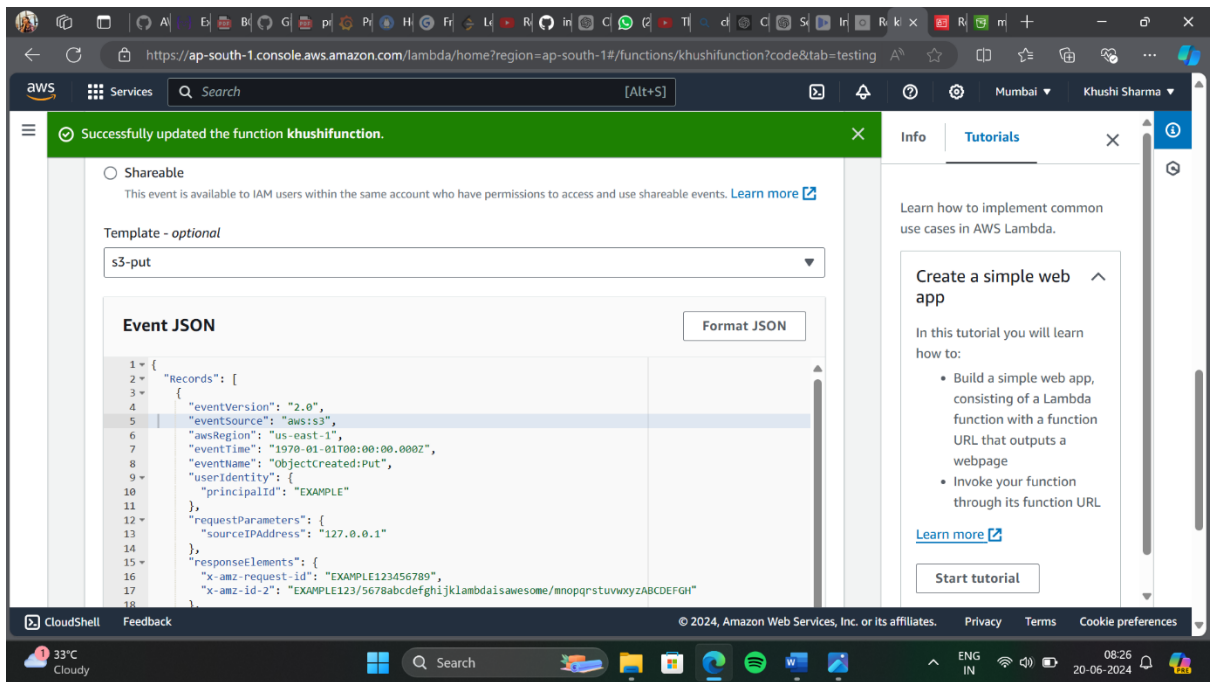 https://ap-south-1.console.aws.amazon.com/lambda/home?region=ap-south-1#/functions/khushifunction?code&tab=testing
aws Services Search [Alt+S] Mumbai Khushi Sharma
Successfully updated the function khushifunction.
Info Tutorials
Shareable
This event is available to IAM users within the same account who have permissions to access and use shareable events. Learn more
Template - optional
s3-put
Event JSON
Format JSON
1 {
2 "Records": [
3 {
4 "eventVersion": "2.0",
5 "eventSource": "aws:s3",
6 "awsRegion": "us-east-1",
7 "eventTime": "1970-01-01T00:00:00.000Z",
8 "eventName": "ObjectCreated:Put",
9 "userIdentity": {
10 "principalId": "EXAMPLE"
11 },
12 "requestParameters": {
13 "sourceIPAddress": "127.0.0.1"
14 },
15 "responseElements": {
16 "x-amz-request-id": "EXAMPLE123456789",
17 "x-amz-id-2": "EXAMPLE123/5678abcdefghijklambdaisawesome/mnopqrstuvwxyzABCDEFGH"
18 },
Learn how to implement common
use cases in AWS Lambda.
Create a simple web
app
In this tutorial you will learn
how to:
• Build a simple web app,
consisting of a Lambda
function with a function
URL that outputs a
webpage
• Invoke your function
through its function URL
Learn more
Start tutorial
CloudShell Feedback © 2024, Amazon Web Services, Inc. or its affiliates. Privacy Terms Cookie preferences
1
33°C
Cloudy
Search
ENG
IN
08:26
20-06-2024
PRE